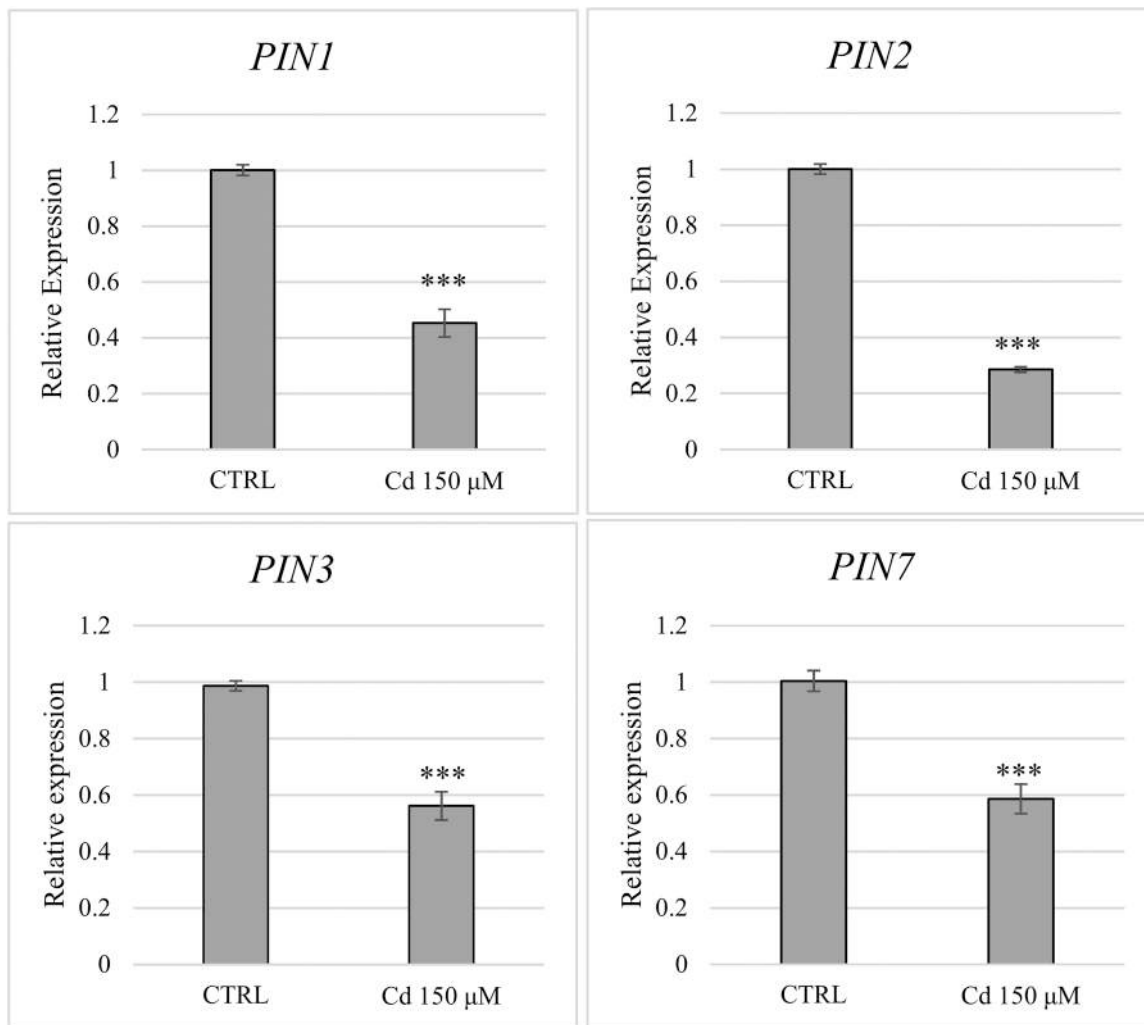 PIN1
1.2
1
0.8
0.6
0.4
0.2
0
Relative Expression
***
CTRL
Cd 150 μM
PIN2
1.2
1
0.8
0.6
0.4
0.2
0
Relative Expression
***
CTRL
Cd 150 μM
PIN3
1.2
1
0.8
0.6
0.4
0.2
0
Relative expression
***
CTRL
Cd 150 μM
PIN7
1.2
1
0.8
0.6
0.4
0.2
0
Relative expression
***
CTRL
Cd 150 μM